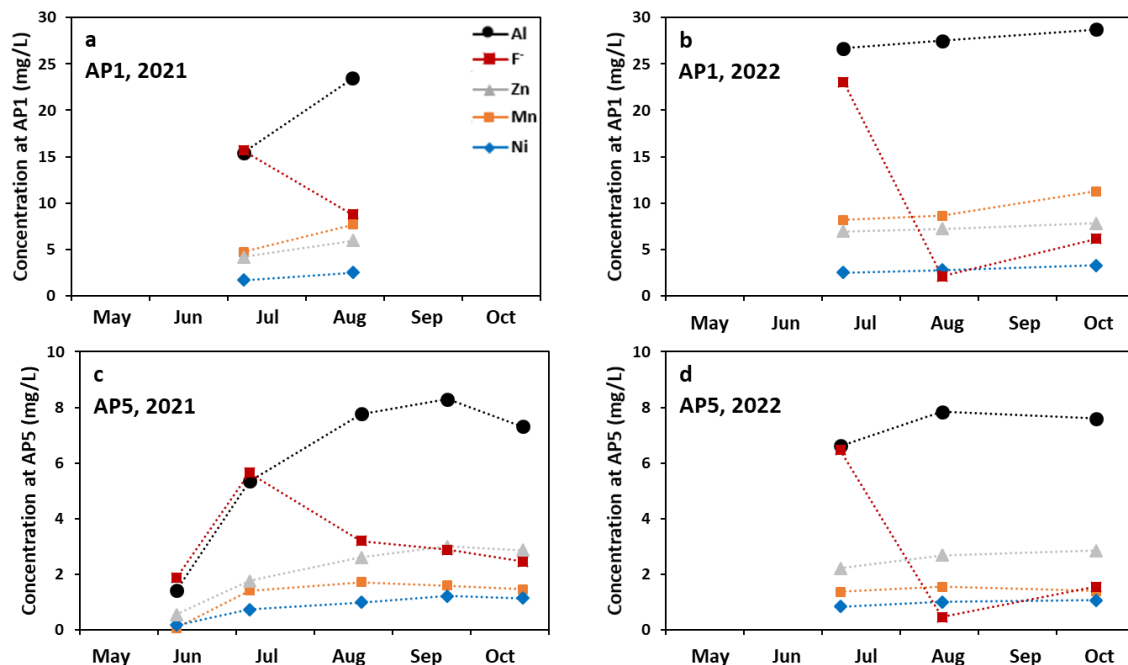 Concentration at AP1 (mg/L)
30
25
20
15
10
5
0
a
AP1, 2021
Al
F-
Zn
Mn
Ni
May Jun Jul Aug Sep Oct
Concentration at AP1 (mg/L)
30
25
20
15
10
5
0
b
AP1, 2022
May Jun Jul Aug Sep Oct
Concentration at AP5 (mg/L)
10
8
6
4
2
0
c
AP5, 2021
May Jun Jul Aug Sep Oct
Concentration at AP5 (mg/L)
10
8
6
4
2
0
d
AP5, 2022
May Jun Jul Aug Sep Oct